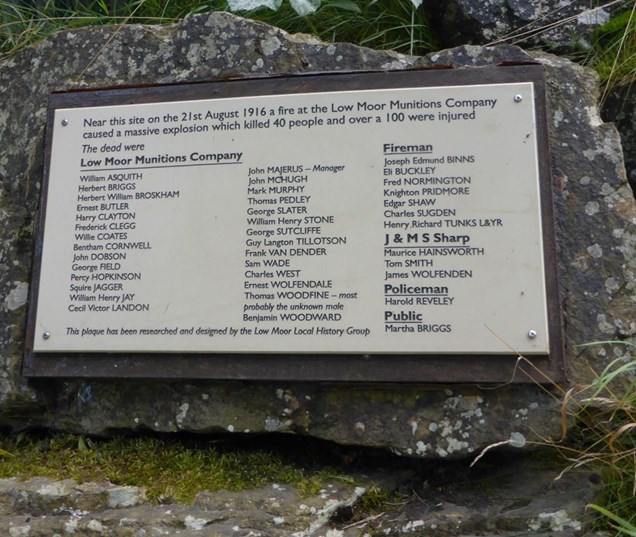 Near this site on the 21st August 1916 a fire at the Low Moor Munitions Company
caused a massive explosion which killed 40 people and over a 100 were injured
The dead were
Low Moor Munitions Company
William ASQUITH
Herbert BRIGGS
Herbert William BROSKHAM
Ernest BUTLER
Harry CLAYTON
Frederick CLEGG
Willie COATES
Bentham CORNWELL
John DOBSON
George FIELD
Percy HOPKINSON
Squire JAGGER
William Henry JAY
Cecil Victor LANDON
John MAJERUS – Manager
John MCHUGH
Mark MURPHY
Thomas PEDLEY
George SLATER
William Henry STONE
George SUTCLIFFE
Guy Langton TILLOTSON
Frank VAN DENDER
Sam WADE
Charles WEST
Ernest WOLFENDALE
Thomas WOODFINE – most
probably the unknown male
Benjamin WOODWARD
Fireman
Joseph Edmund BINNS
Eli BUCKLEY
Fred NORMINGTON
Knighton PRIDMORE
Edgar SHAW
Charles SUGDEN
Henry Richard TUNKS L&YR
J & M S Sharp
Maurice HAINSWORTH
Tom SMITH
James WOLFENDEN
Policeman
Harold REVELEY
Public
Martha BRIGGS
This plaque has been researched and designed by the Low Moor Local History Group